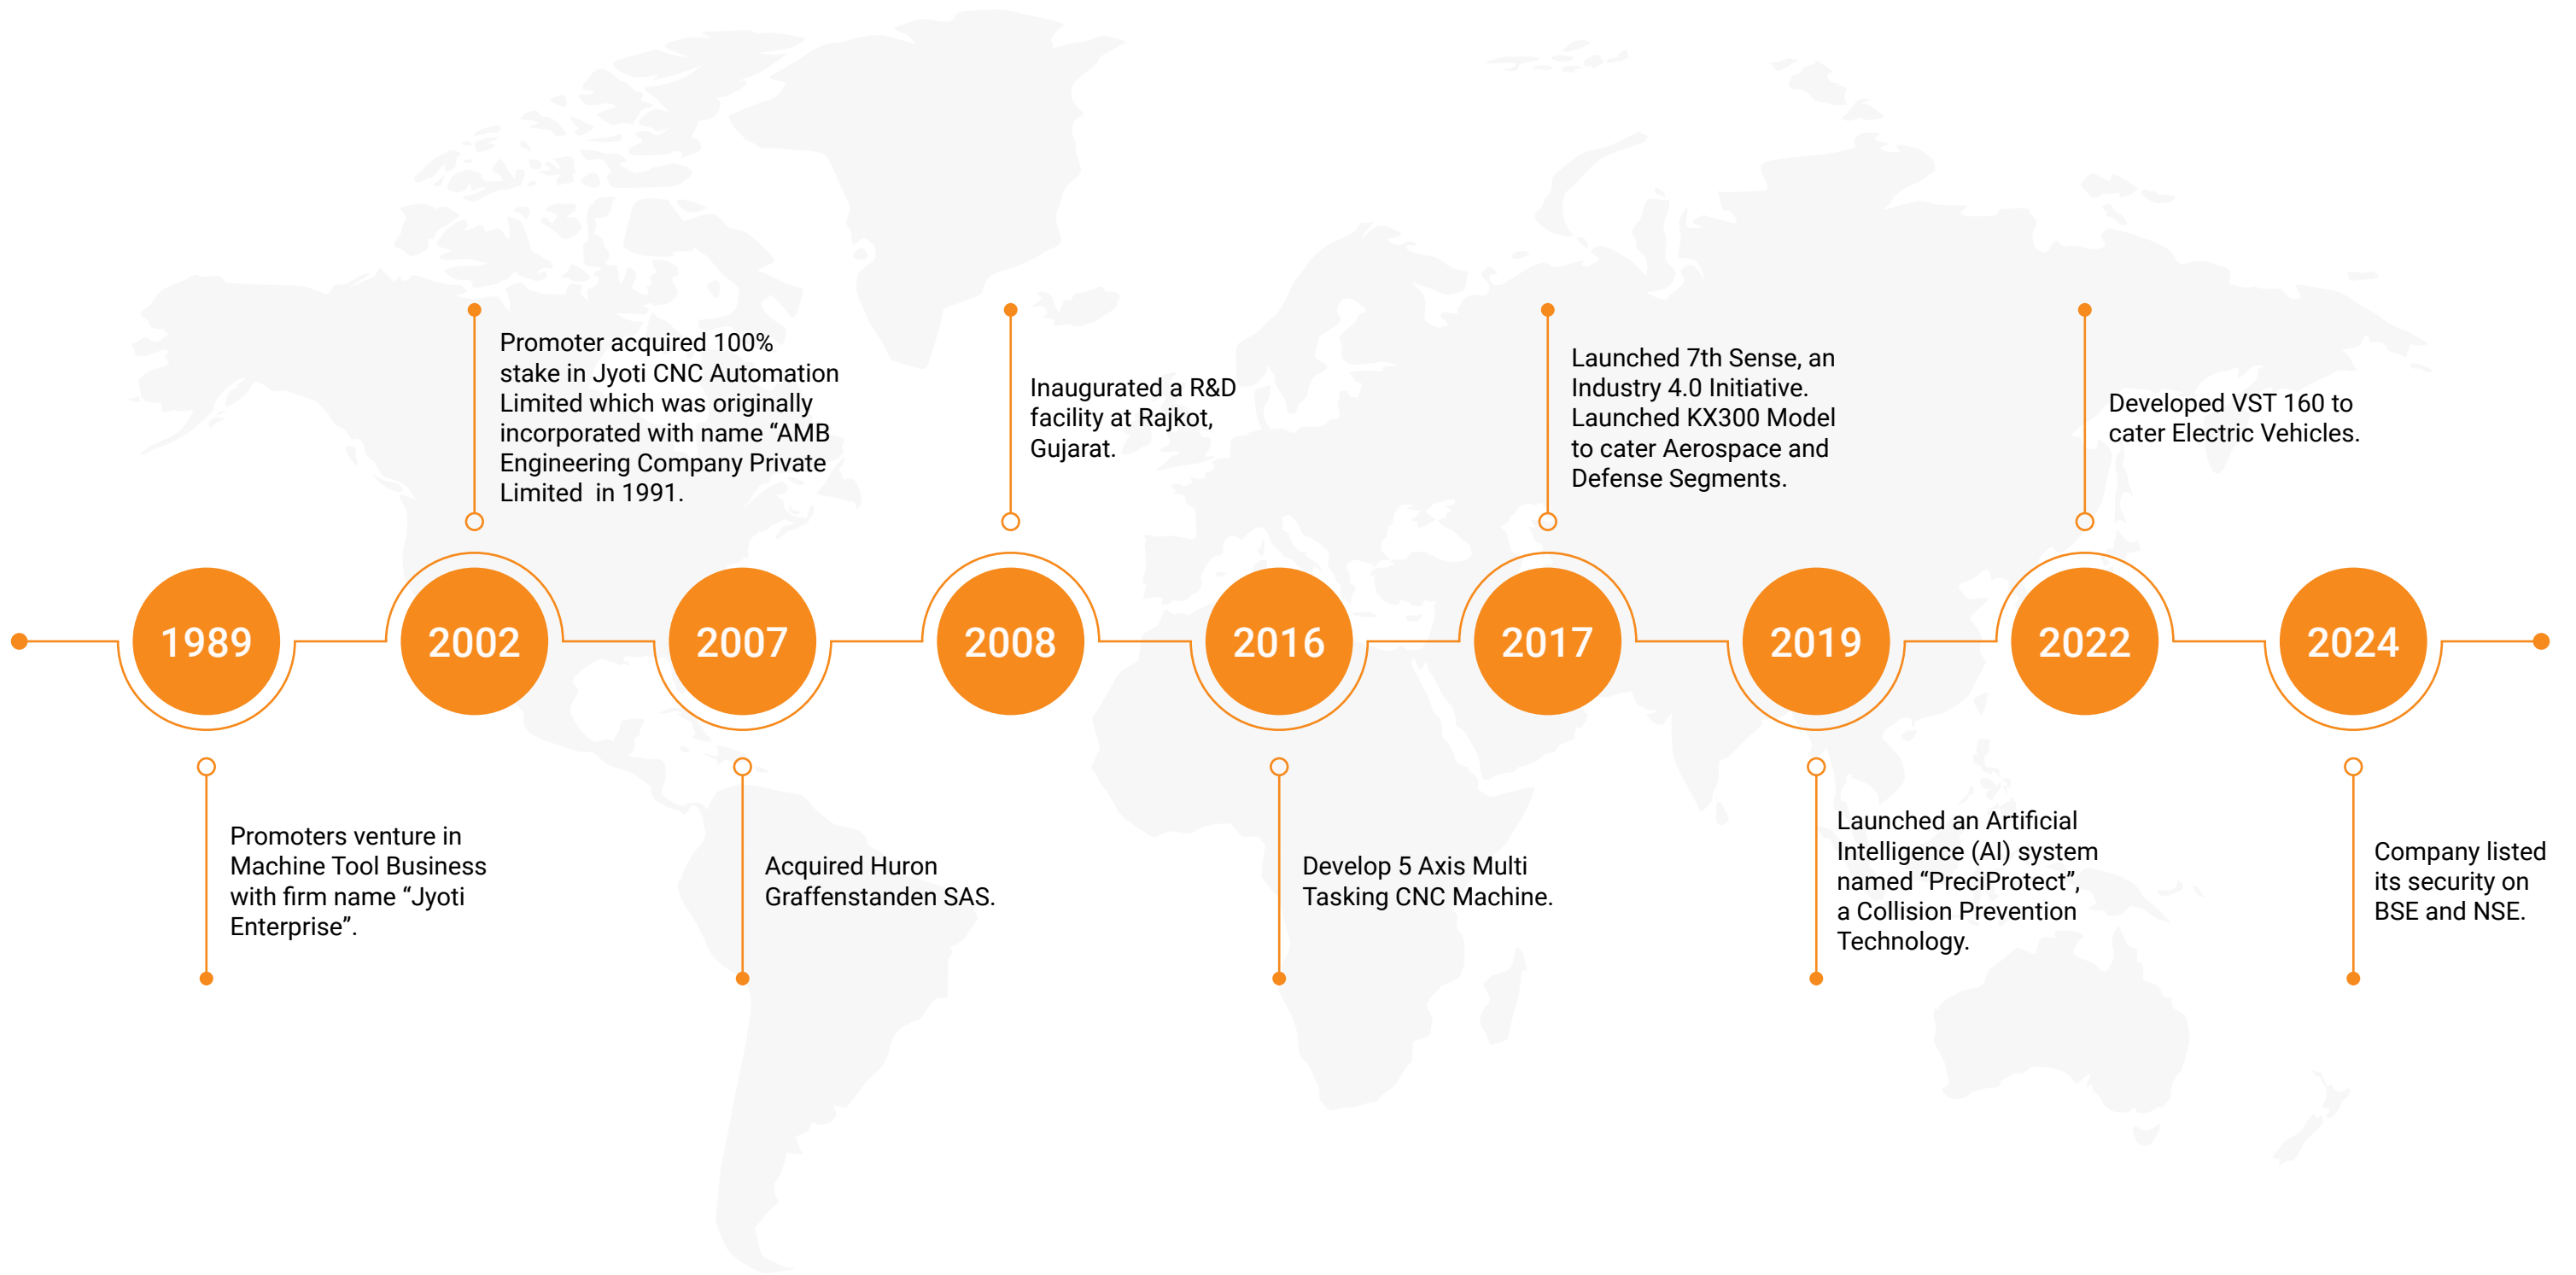 Promoter acquired 100%
stake in Jyoti CNC Automation
Limited which was originally
incorporated with name “AMB
Engineering Company Private
Limited  in 1991.
Inaugurated a R&D
facility at Rajkot,
Gujarat.
Launched 7th Sense, an
Industry 4.0 Initiative.
Launched KX300 Model
to cater Aerospace and
Defense Segments.
Developed VST 160 to
cater Electric Vehicles.
1989
2002
2007
2008
2016
2017
2019
2022
2024
Promoters venture in
Machine Tool Business
with firm name “Jyoti
Enterprise”.
Acquired Huron
Graffenstanden SAS.
Develop 5 Axis Multi
Tasking CNC Machine.
Launched an Artificial
Intelligence (AI) system
named “PreciProtect”,
a Collision Prevention
Technology.
Company listed
its security on
BSE and NSE.